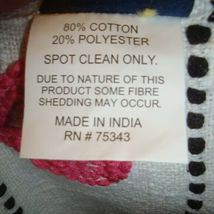 80% COTTON
20% POLYESTER
SPOT CLEAN ONLY.
DUE TO NATURE OF THIS
PRODUCT SOME FIBRE
SHEDDING MAY OCCUR.
MADE IN INDIA
RN # 75343